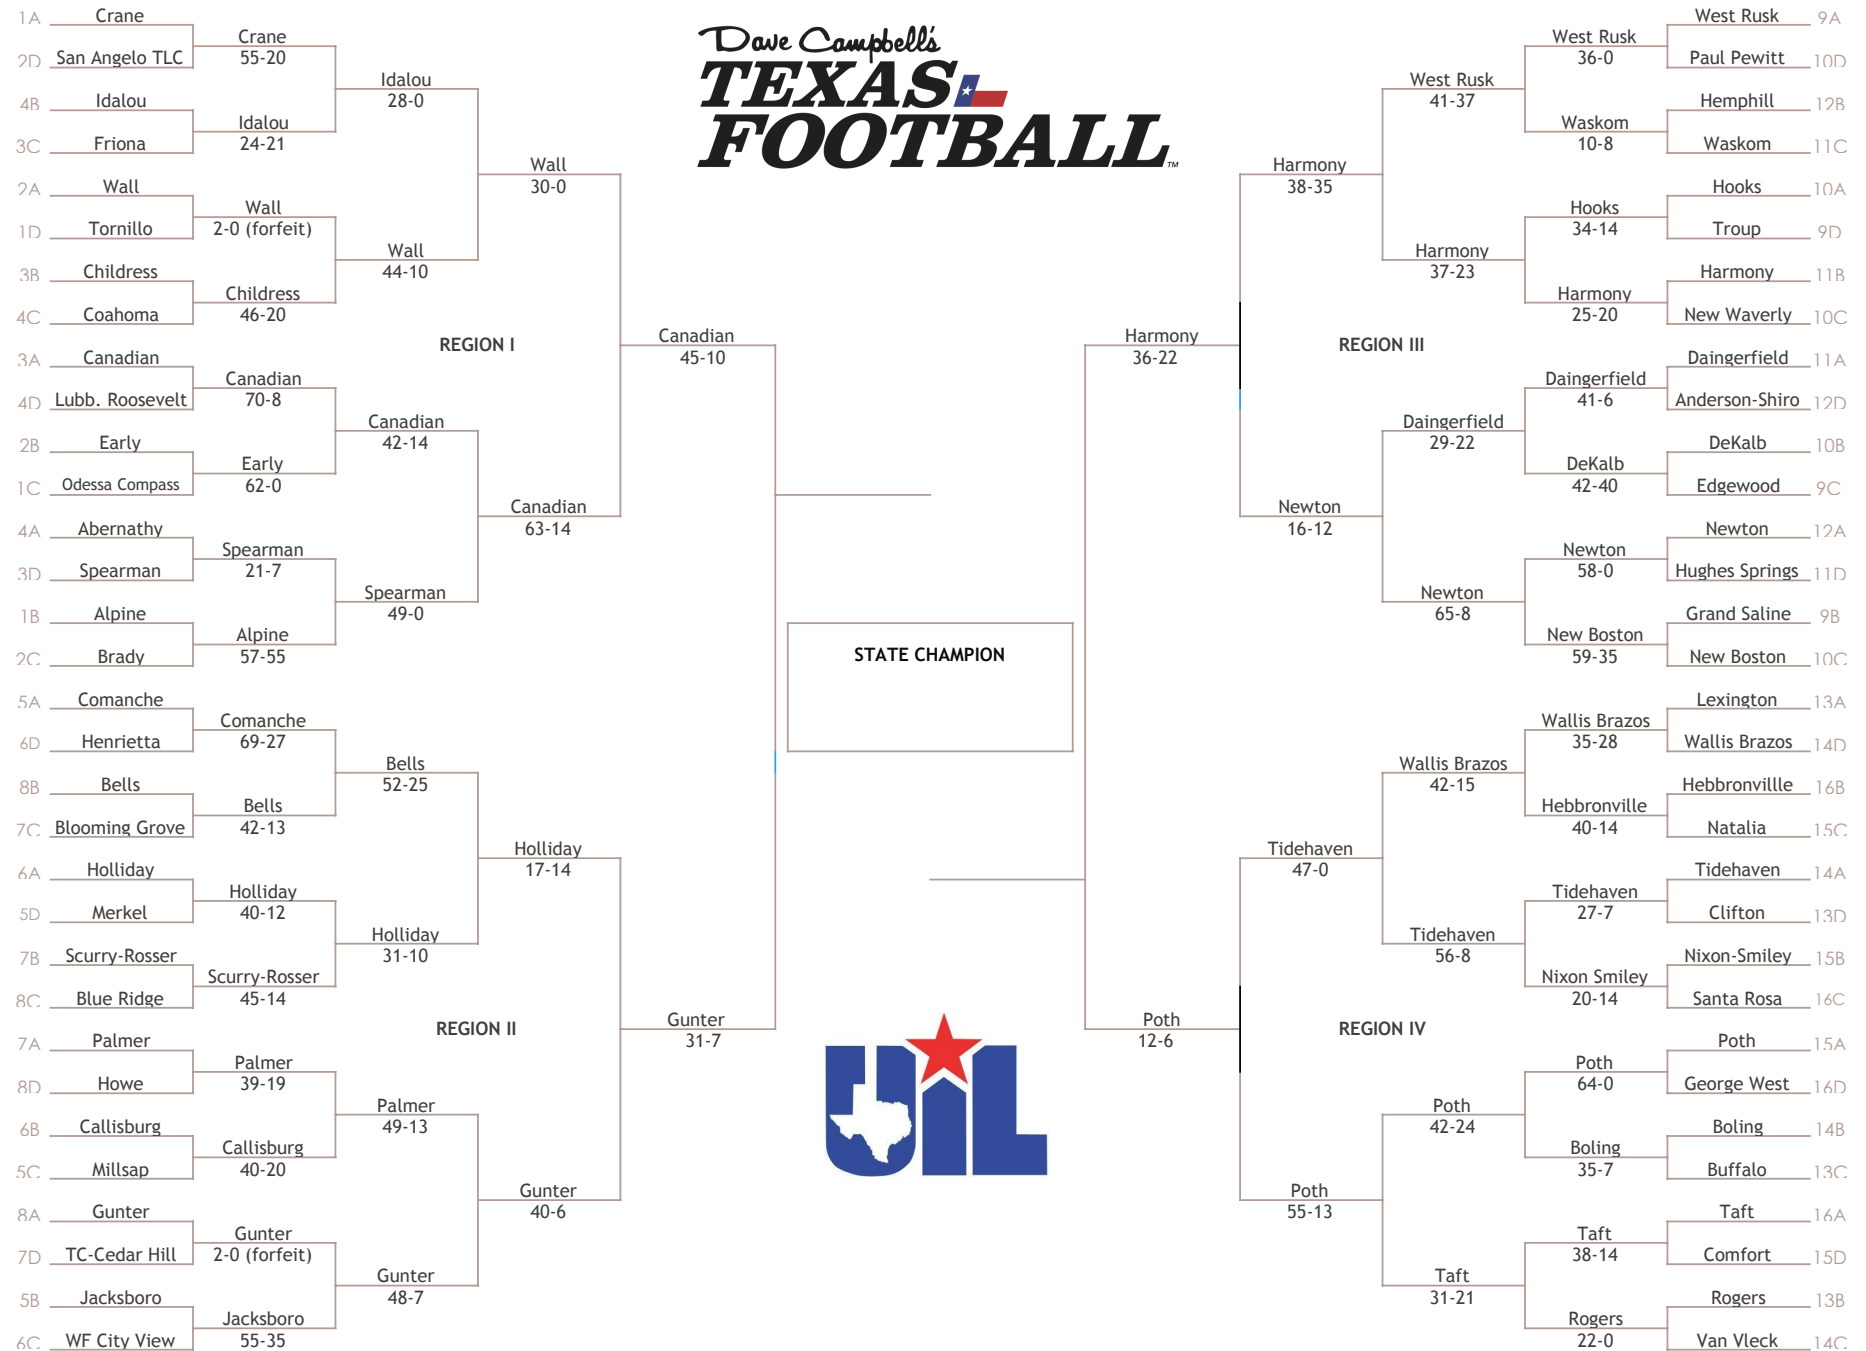 Dave Campbell's
TEXAS
FOOTBALL
TM
1A Crane
2D San Angelo TLC
4B Idalou
3C Friona
2A Wall
1D Tornillo
3B Childress
4C Coahoma
3A Canadian
4D Lubb. Roosevelt
2B Early
1C Odessa Compass
4A Abernathy
3D Spearman
1B Alpine
2C Brady
5A Comanche
6D Henrietta
8B Bells
7C Blooming Grove
6A Holliday
5D Merkel
7B Scurry-Rosser
8C Blue Ridge
7A Palmer
8D Howe
6B Callisburg
5C Millsap
8A Gunter
7D TC-Cedar Hill
5B Jacksboro
6C WF City View
Crane
55-20
Idalou
24-21
Wall
2-0 (forfeit)
Childress
46-20
Canadian
70-8
Early
62-0
Spearman
21-7
Alpine
57-55
Comanche
69-27
Bells
42-13
Holliday
40-12
Scurry-Rosser
45-14
Palmer
39-19
Callisburg
40-20
Gunter
2-0 (forfeit)
Jacksboro
55-35
Idalou
28-0
Wall
44-10
Canadian
42-14
Spearman
49-0
Bells
52-25
Holliday
31-10
Palmer
49-13
Gunter
48-7
REGION I
REGION II
Wall
30-0
Canadian
63-14
Holliday
17-14
Gunter
40-6
Canadian
45-10
Gunter
31-7
STATE CHAMPION
UIL
Harmony
36-22
Poth
12-6
Harmony
38-35
Newton
16-12
Tidehaven
47-0
Poth
55-13
REGION III
REGION IV
West Rusk
41-37
Harmony
37-23
Daingerfield
29-22
Newton
65-8
Wallis Brazos
42-15
Tidehaven
56-8
Poth
42-24
Taft
31-21
West Rusk
36-0
Waskom
10-8
Hooks
34-14
Harmony
25-20
Daingerfield
41-6
DeKalb
42-40
Newton
58-0
New Boston
59-35
Wallis Brazos
35-28
Hebbronville
40-14
Tidehaven
27-7
Nixon Smiley
20-14
Poth
64-0
Boling
35-7
Taft
38-14
Rogers
22-0
West Rusk 9A
Paul Pewitt 10D
Hemphill 12B
Waskom 11C
Hooks 10A
Troup 9D
Harmony 11B
New Waverly 10C
Daingerfield 11A
Anderson-Shiro 12D
DeKalb 10B
Edgewood 9C
Newton 12A
Hughes Springs 11D
Grand Saline 9B
New Boston 10C
Lexington 13A
Wallis Brazos 14D
Hebbronvillle 16B
Natalia 15C
Tidehaven 14A
Clifton 13D
Nixon-Smiley 15B
Santa Rosa 16C
Poth 15A
George West 16D
Boling 14B
Buffalo 13C
Taft 16A
Comfort 15D
Rogers 13B
Van Vleck 14C